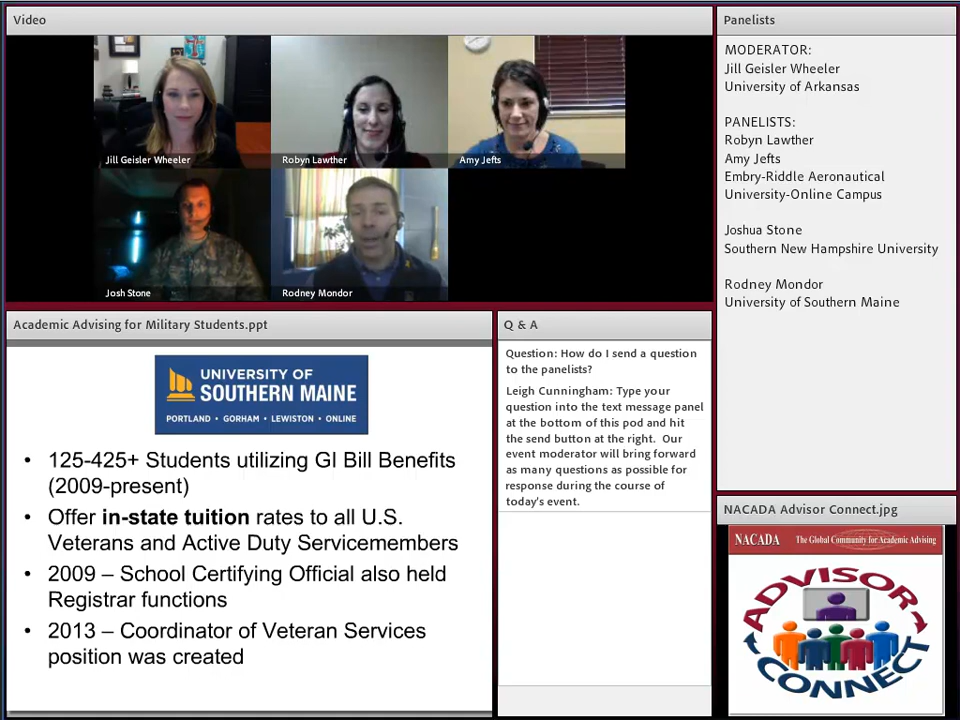 Video
Jill Geisler Wheeler
Robyn Lawther
Amy Jefts
Josh Stone
Rodney Mondor
Panelists
MODERATOR:
Jill Geisler Wheeler
University of Arkansas
PANELISTS:
Robyn Lawther
Amy Jefts
Embry-Riddle Aeronautical
University-Online Campus
Joshua Stone
Southern New Hampshire University
Rodney Mondor
University of Southern Maine
Academic Advising for Military Students.ppt
UNIVERSITY OF
SOUTHERN MAINE
PORTLAND • GORHAM • LEWISTON • ONLINE
• 125-425+ Students utilizing GI Bill Benefits
(2009-present)
• Offer in-state tuition rates to all U.S.
Veterans and Active Duty Servicemembers
• 2009 – School Certifying Official also held
Registrar functions
• 2013 – Coordinator of Veteran Services
position was created
Q & A
Question: How do I send a question
to the panelists?
Leigh Cunningham: Type your
question into the text message panel
at the bottom of this pod and hit
the send button at the right.  Our
event moderator will bring forward
as many questions as possible for
response during the course of
today's event.
NACADA Advisor Connect.jpg
NACADA The Global Community for Academic Advising
ADVISOR
CONNECT